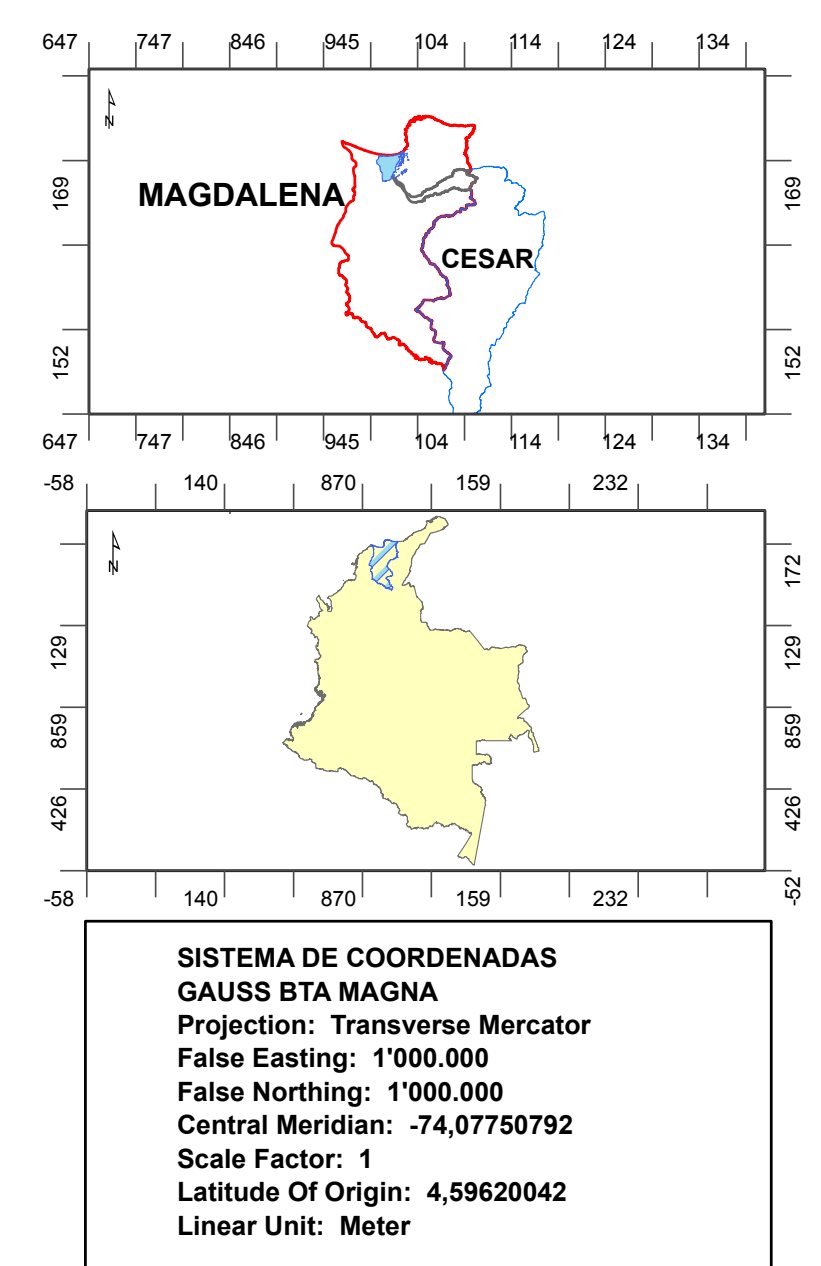 647 747 846 945 104 114 124 134
N
169 169
MAGDALENA
CESAR
152 152
647 747 846 945 104 114 124 134
-58 140 870 159 232
N
172
129 129
859 859
426 426
-52
-58 140 870 159 232
SISTEMA DE COORDENADAS
GAUSS BTA MAGNA
Projection: Transverse Mercator
False Easting: 1'000.000
False Northing: 1'000.000
Central Meridian: -74,07750792
Scale Factor: 1
Latitude Of Origin: 4,59620042
Linear Unit: Meter